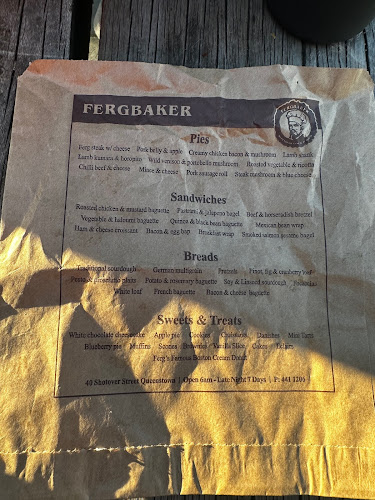 FERGBAKER
FERGBAKER
Pies
Ferg steak w/ cheese Pork belly & apple Creamy chicken bacon & mushroom Lamb shank
Lamb kumara & horopito Wild venison & portobello mushroom Roasted vegetable & ricotta
Chilli beef & cheese Mince & cheese Pork sausage roll Steak mushroom & blue cheese
Sandwiches
Roasted chicken & mustard baguette Pastrami & jalapeno bagel Beef & horseradish
Vegetable & haloumi baguette Quinoa & black bean baguette Mexican bean wrap
Ham & cheese croissant Bacon & egg bap Breakfast wrap Smoked salmon sesame bagel
Breads
Traditional sourdough German multigrain Pretzels Pinot, fig & cranberry loaf
Pesto & Potato & rosemary baguette Soy & Linseed sourdough Focaccias
White loaf French baguette Bacon & cheese baguette
Sweets & Treats
White chocolate cheesecake Apple pie Cookies Danishes Mini Tarts
Blueberry pie Muffins Scones Brownies Vanilla Slice Cakes Eclairs
Ferg's Famous Boston Cream Donut
40 Shotover Street Queenstown | Open 6am - Late Night 7 Days | P: 441 1206